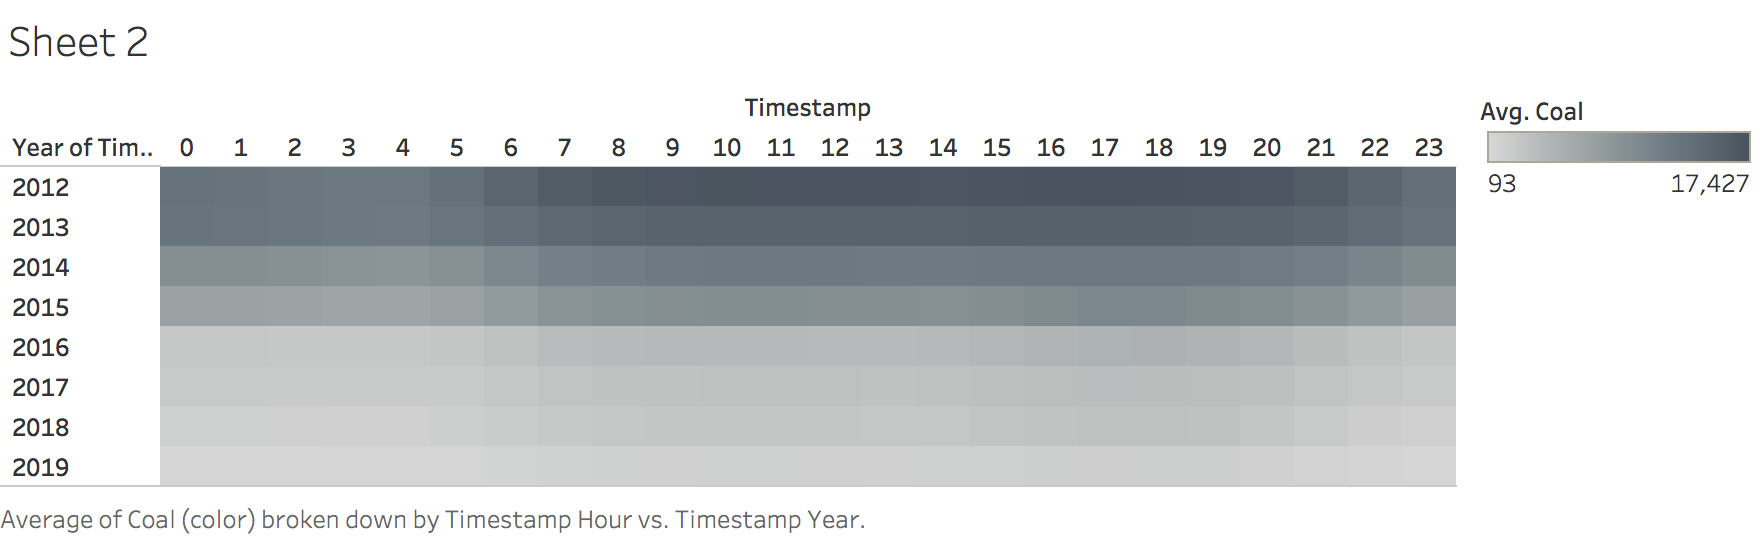 Sheet 2
Timestamp
Avg. Coal
Year of Tim.. 0 1 2 3 4 5 6 7 8 9 10 11 12 13 14 15 16 17 18 19 20 21 22 23
93 17,427
2012
2013
2014
2015
2016
2017
2018
2019
Average of Coal (color) broken down by Timestamp Hour vs. Timestamp Year.